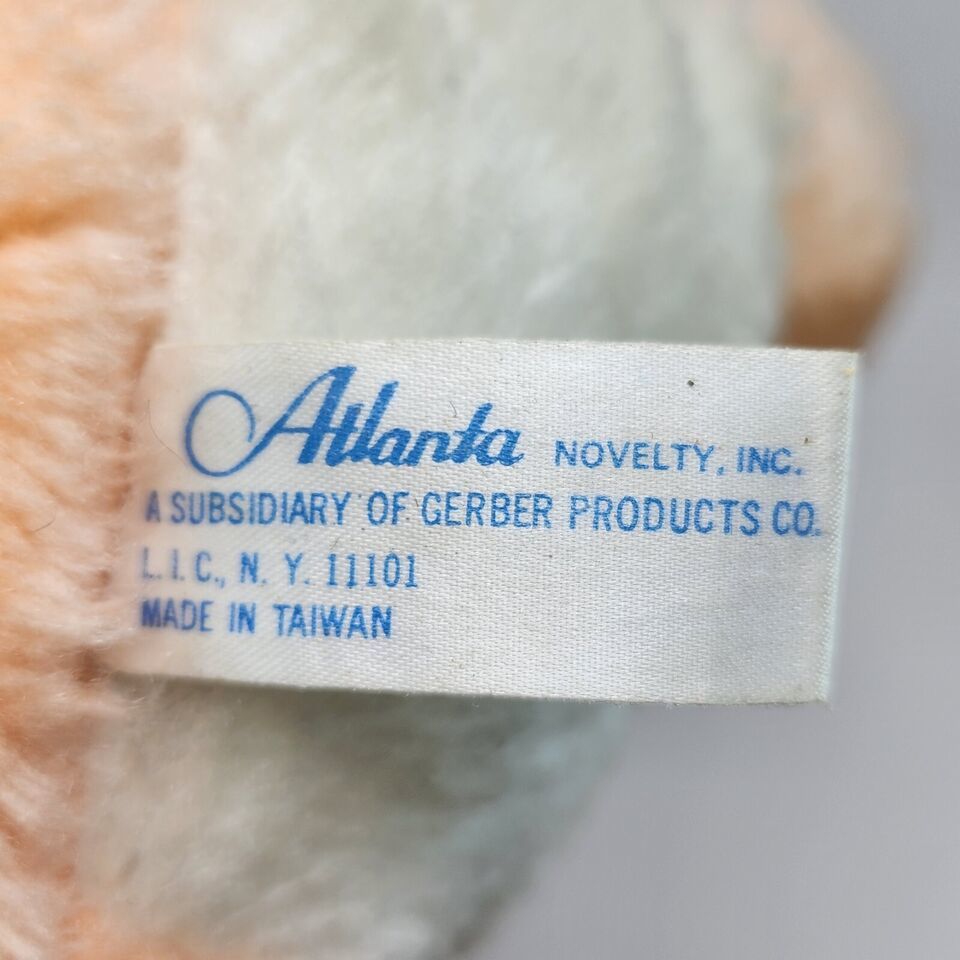 Atlanta NOVELTY, INC.
A SUBSIDIARY OF GERBER PRODUCTS CO.
L. I. C., N. Y. 11101
MADE IN TAIWAN